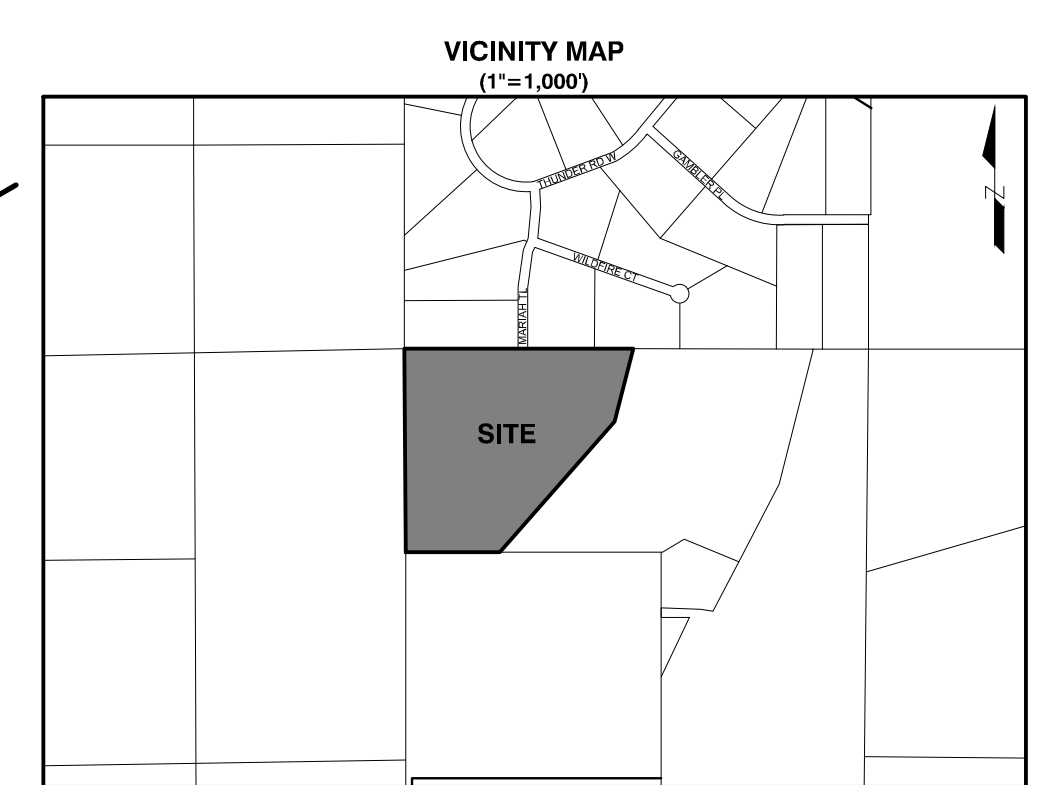 VICINITY MAP
(1"=1,000')
THUNDER RD W
GAMBLER PL
N
WILDFIRE CT
MARIAH TL
SITE